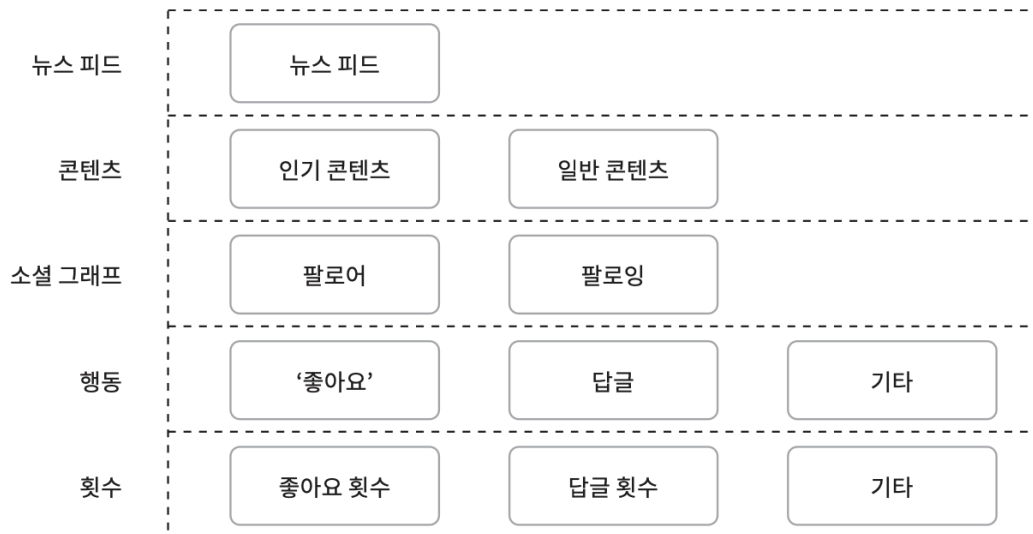 뉴스 피드
뉴스 피드
콘텐츠
인기 콘텐츠
일반 콘텐츠
소셜 그래프
팔로어
팔로잉
행동
‘좋아요’
답글
기타
횟수
좋아요 횟수
답글 횟수
기타